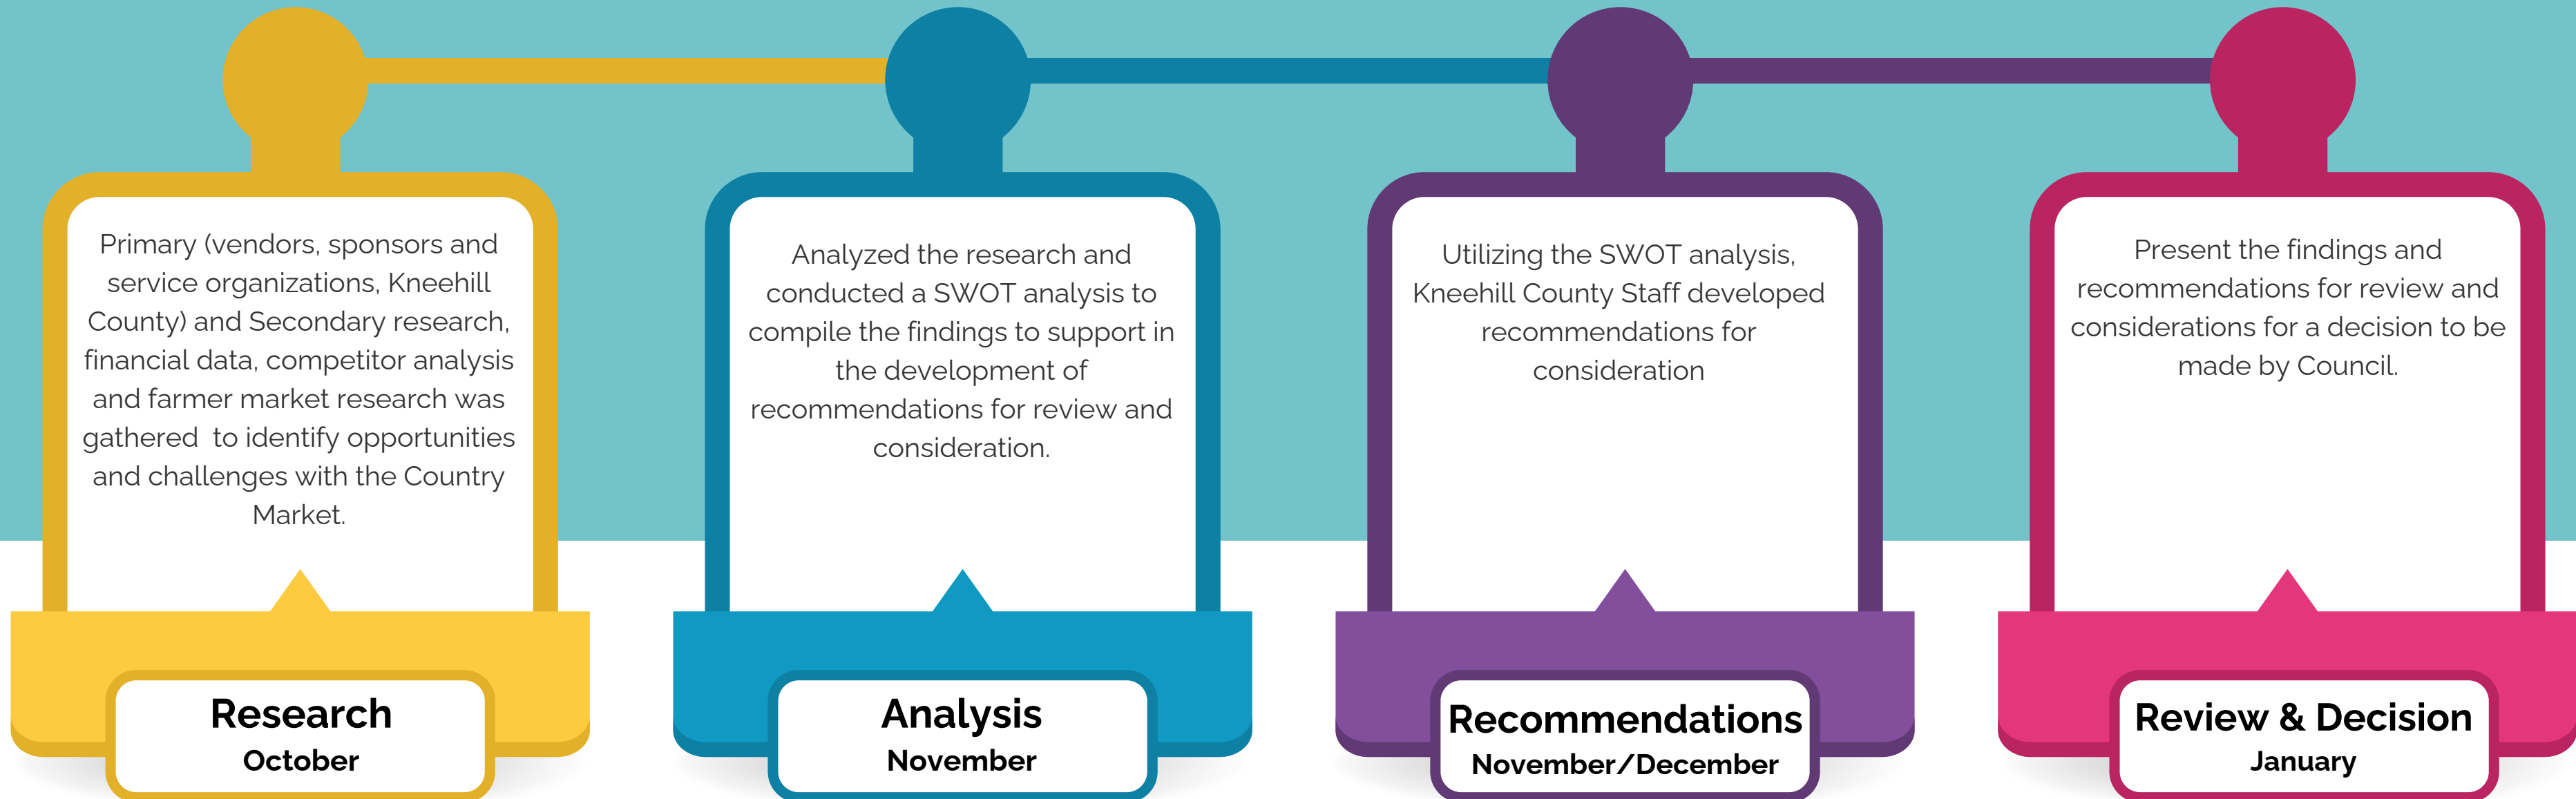 Primary (vendors, sponsors and
service organizations, Kneehill
County) and Secondary research,
financial data, competitor analysis
and farmer market research was
gathered  to identify opportunities
and challenges with the Country
Market.
Research
October
Analyzed the research and
conducted a SWOT analysis to
compile the findings to support in
the development of
recommendations for review and
consideration.
Analysis
November
Utilizing the SWOT analysis,
Kneehill County Staff developed
recommendations for
consideration
Recommendations
November/December
Present the findings and
recommendations for review and
considerations for a decision to be
made by Council.
Review & Decision
January